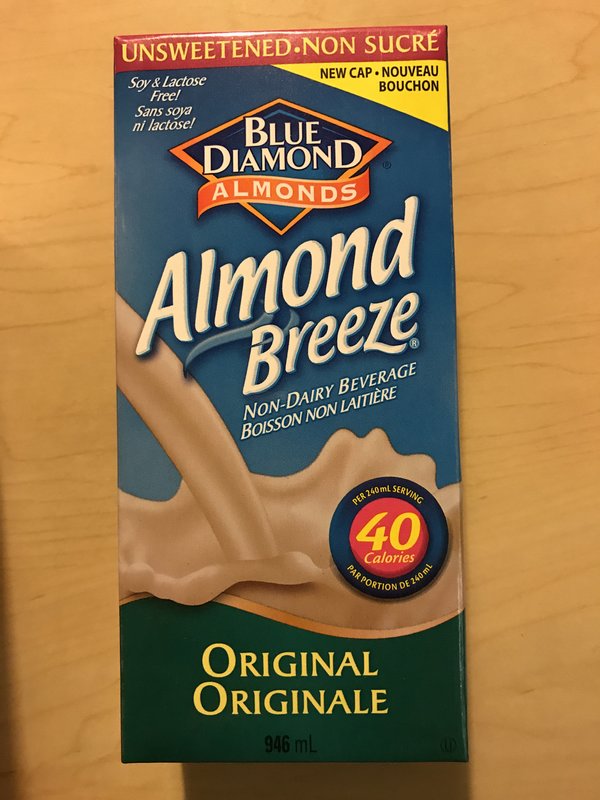 UNSWEETENED•NON SUCRÉ
Soy & Lactose
Free!
Sans soya
ni lactose!
NEW CAP • NOUVEAU
BOUCHON
BLUE
DIAMOND
ALMONDS
®
Almond
Breeze®
NON-DAIRY BEVERAGE
BOISSON NON LAITIÈRE
PER 240mL SERVING
40
Calories
PAR PORTION DE 240 mL
ORIGINAL
ORIGINALE
946 mL
U